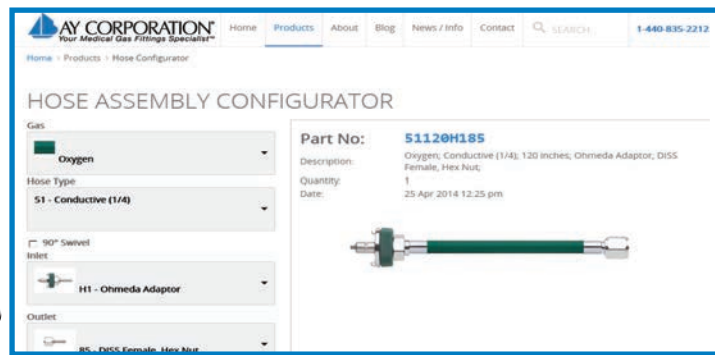 AY CORPORATION®
Your Medical Gas Fittings Specialist™
Home Products About Blog News / Info Contact SEARCH... 1-440-835-2212
Home > Products > Hose Configurator
HOSE ASSEMBLY CONFIGURATOR
Gas
Oxygen
Hose Type
51 - Conductive (1/4)
90° Swivel
Inlet
H1 - Ohmeda Adaptor
Outlet
85 - DISS Female, Hex Nut
Part No: 51120H185
Description: Oxygen; Conductive (1/4); 120 inches; Ohmeda Adaptor; DISS
Female, Hex Nut;
Quantity: 1
Date: 25 Apr 2014 12:25 pm